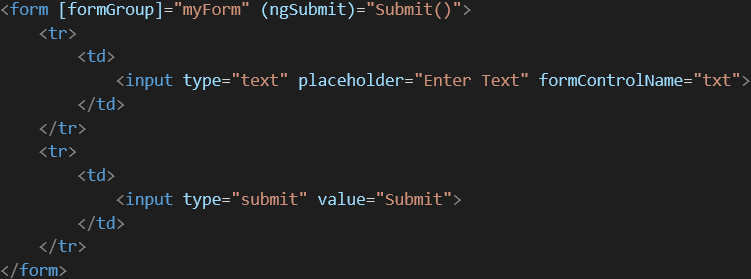 <form [formGroup]="myForm" (ngSubmit)="Submit()">
    <tr>
        <td>
            <input type="text" placeholder="Enter Text" formControlName="txt">
        </td>
    </tr>
    <tr>
        <td>
            <input type="submit" value="Submit">
        </td>
    </tr>
</form>